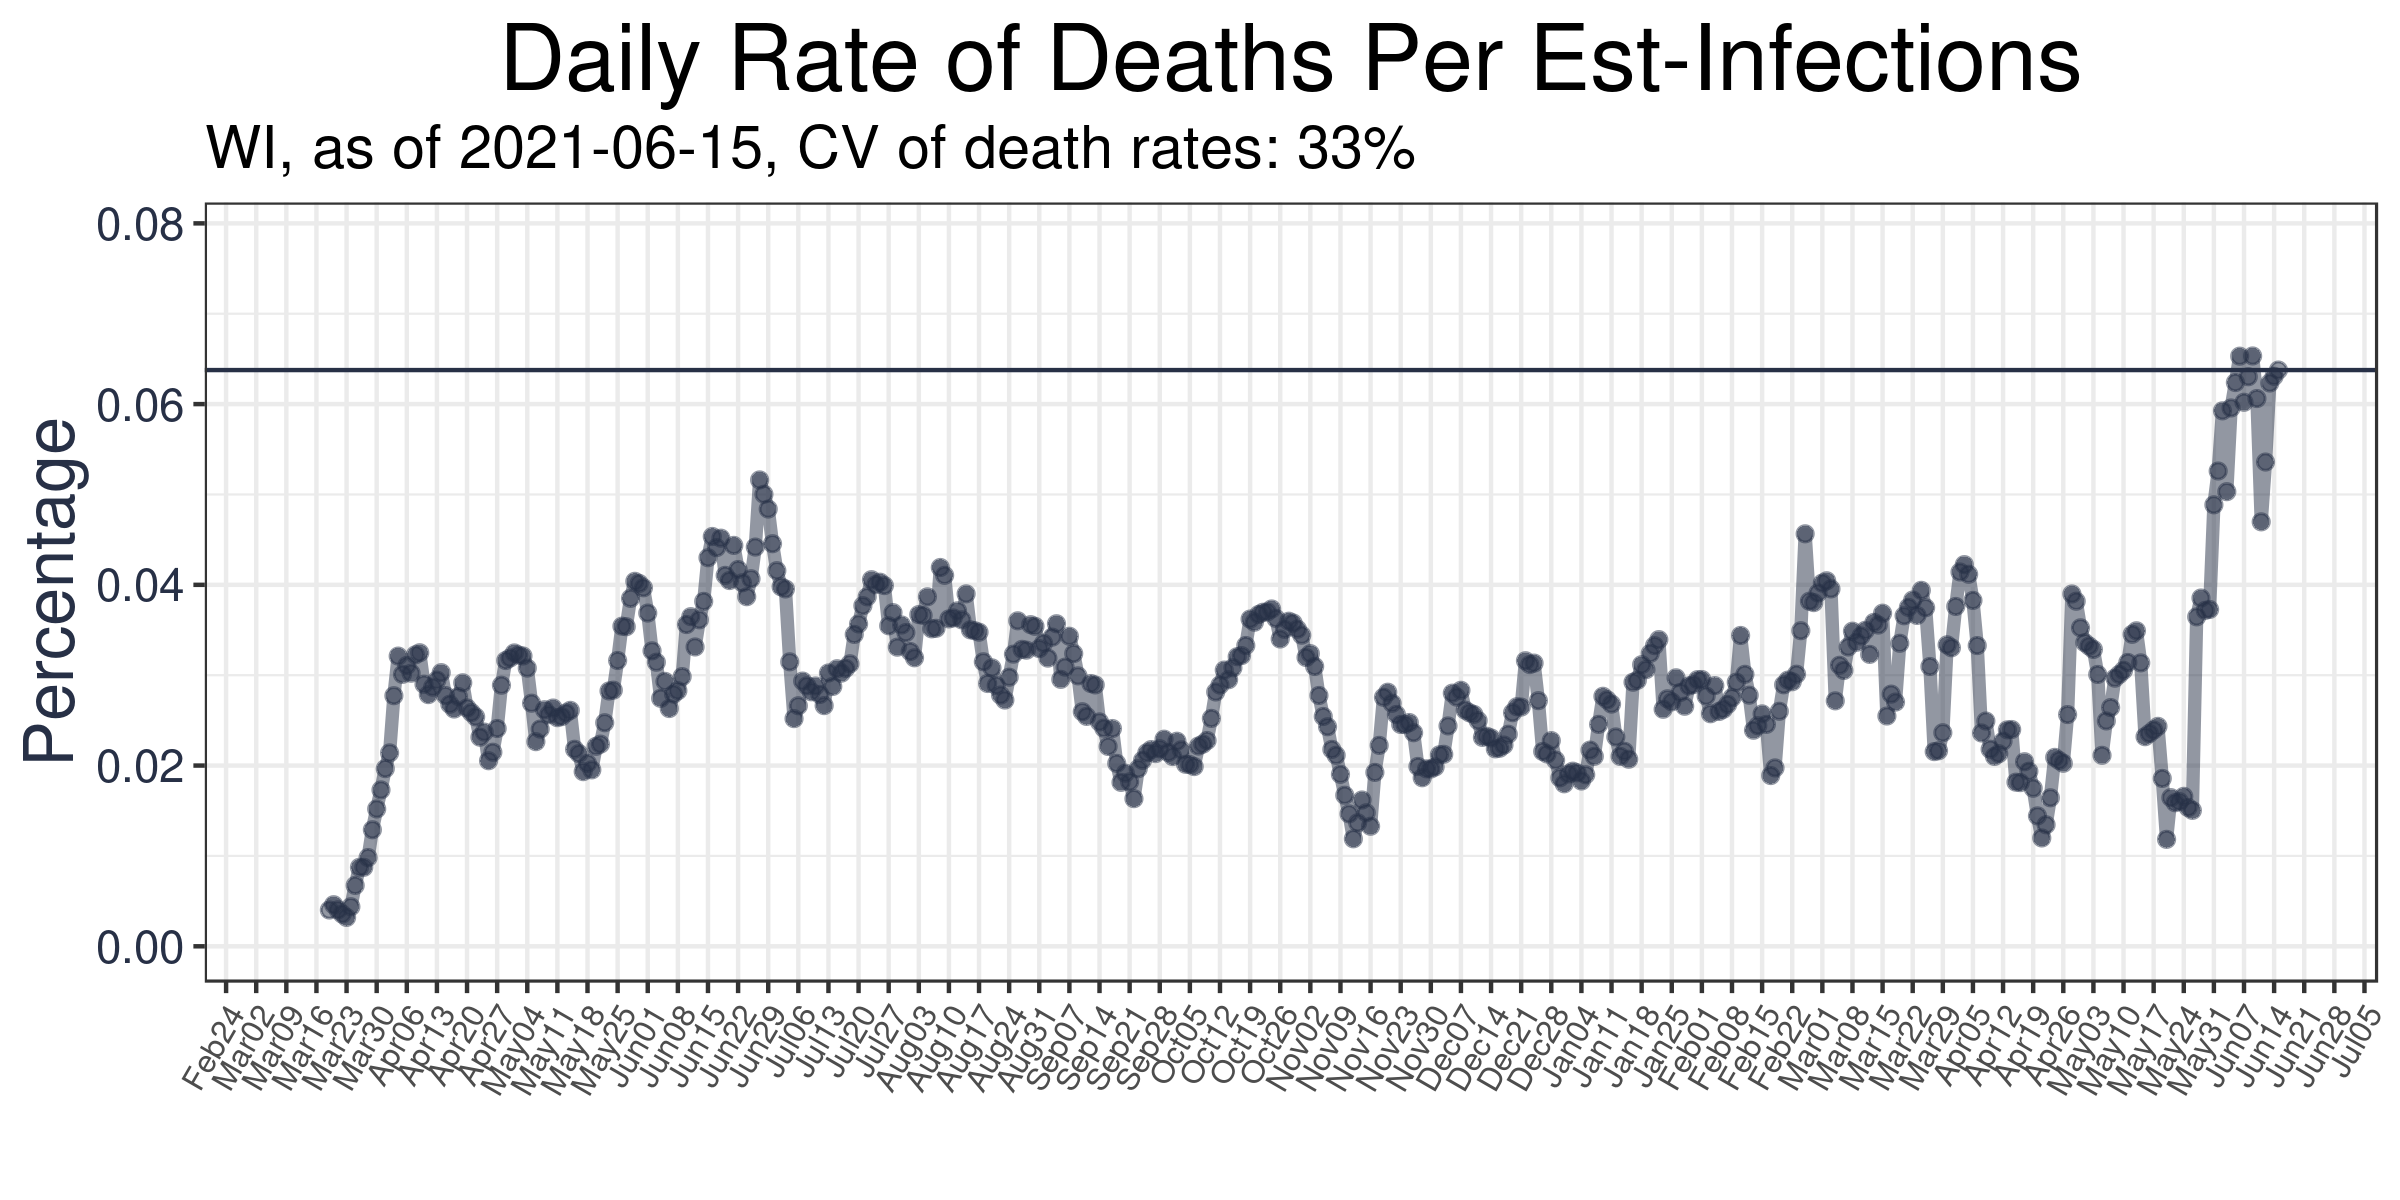 Daily Rate of Deaths Per Est-Infections
WI, as of 2021-06-15, CV of death rates: 33%
Percentage
0.08
0.06
0.04
0.02
0.00
Feb24
Mar02
Mar09
Mar16
Mar23
Mar30
Apr06
Apr13
Apr20
Apr27
May04
May11
May18
May25
Jun01
Jun08
Jun15
Jun22
Jun29
Jul06
Jul13
Jul20
Jul27
Aug03
Aug10
Aug17
Aug24
Aug31
Sep07
Sep14
Sep21
Sep28
Oct05
Oct12
Oct19
Oct26
Nov02
Nov09
Nov16
Nov23
Nov30
Dec07
Dec14
Dec21
Dec28
Jan04
Jan11
Jan18
Jan25
Feb01
Feb08
Feb15
Feb22
Mar01
Mar08
Mar15
Mar22
Mar29
Apr05
Apr12
Apr19
Apr26
May03
May10
May17
May24
May31
Jun07
Jun14
Jun21
Jun28
Jul05